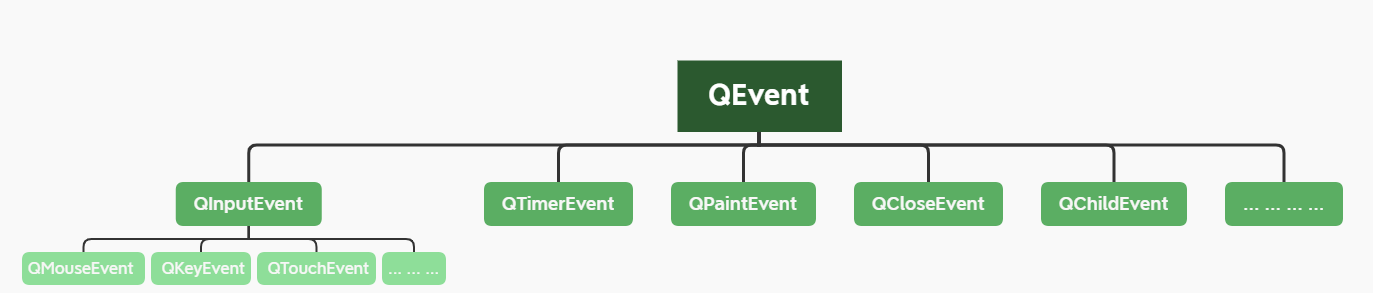 QEvent
QInputEvent
QTimerEvent
QPaintEvent
QCloseEvent
QChildEvent
... ... ... ...
QMouseEvent
QKeyEvent
QTouchEvent
... ... ...